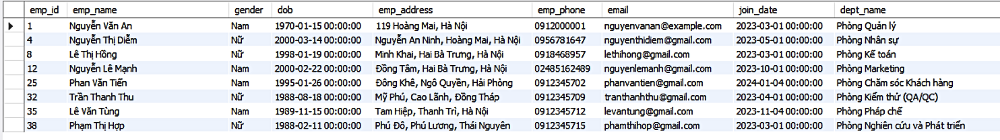 emp_id emp_name gender dob emp_address emp_phone email join_date dept_name
1 Nguyễn Văn An Nam 1970-01-15 00:00:00 119 Hoàng Mai, Hà Nội 0912000001 nguyenvanan@example.com 2023-03-01 00:00:00 Phòng Quản lý
4 Nguyễn Thị Diễm Nữ 2000-03-14 00:00:00 Nguyễn An Ninh, Hoàng Mai, Hà Nội 0956781647 nguyenthidiem@gmail.com 2023-05-01 00:00:00 Phòng Nhân sự
8 Lê Thị Hồng Nữ 1998-01-19 00:00:00 Minh Khai, Hai Bà Trưng, Hà Nội 0918468957 lethihong@gmail.com 2023-03-01 00:00:00 Phòng Kế toán
12 Nguyễn Lê Mạnh Nam 2000-02-22 00:00:00 Đồng Tâm, Hai Bà Trưng, Hà Nội 02485162489 nguyenlemanh@gmail.com 2023-10-01 00:00:00 Phòng Marketing
25 Phan Văn Tiến Nam 1995-01-26 00:00:00 Đông Khê, Ngô Quyền, Hải Phòng 0912345702 phanvantien@gmail.com 2024-01-04 00:00:00 Phòng Chăm sóc Khách hàng
32 Trần Thanh Thu Nữ 1988-08-18 00:00:00 Mỹ Phú, Cao Lãnh, Đồng Tháp 0912345709 tranthanhthu@gmail.com 2023-04-01 00:00:00 Phòng Kiểm thử (QA/QC)
35 Lê Văn Tùng Nam 1989-11-15 00:00:00 Tam Hiệp, Thanh Trì, Hà Nội 0912345712 levantung@gmail.com 2023-11-04 00:00:00 Phòng Pháp chế
38 Phạm Thị Hợp Nữ 1988-02-11 00:00:00 Phú Đô, Phú Lương, Thái Nguyên 0912345715 phamthihop@gmail.com 2023-03-01 00:00:00 Phòng Nghiên cứu và Phát triển